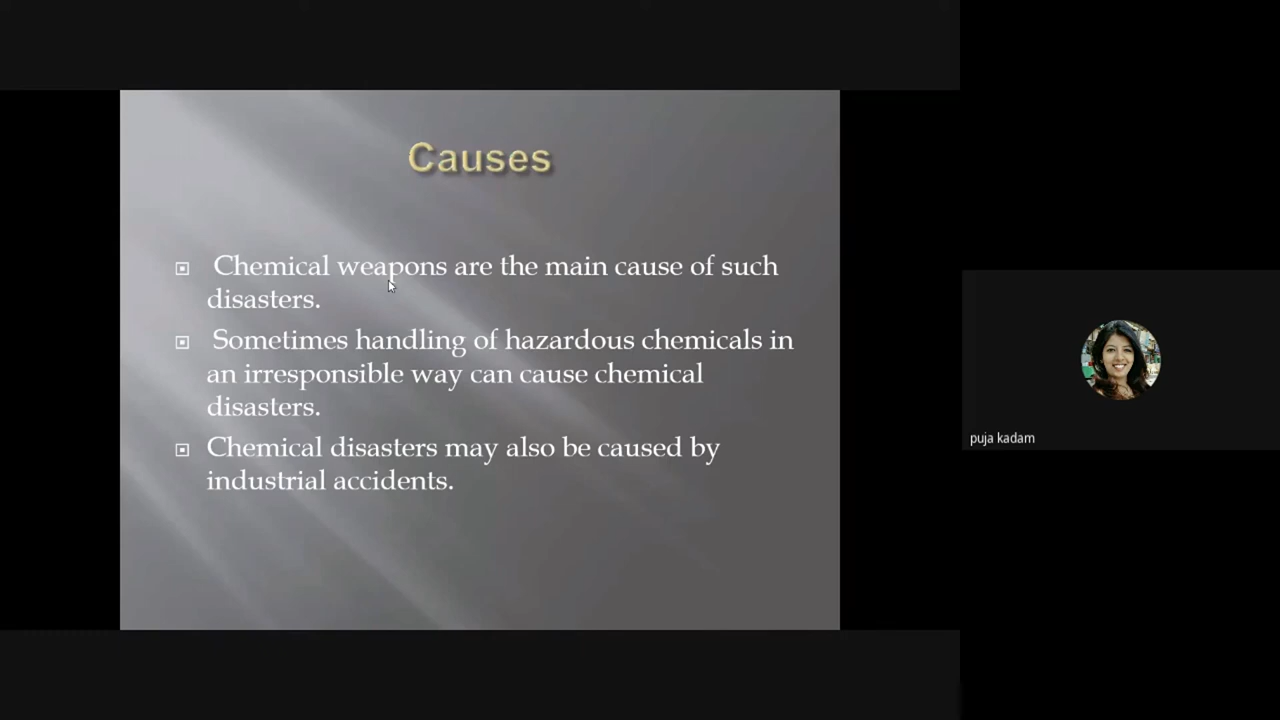 Causes
Chemical weapons are the main cause of such
disasters.
Sometimes handling of hazardous chemicals in
an irresponsible way can cause chemical
disasters.
Chemical disasters may also be caused by
industrial accidents.
puja kadam